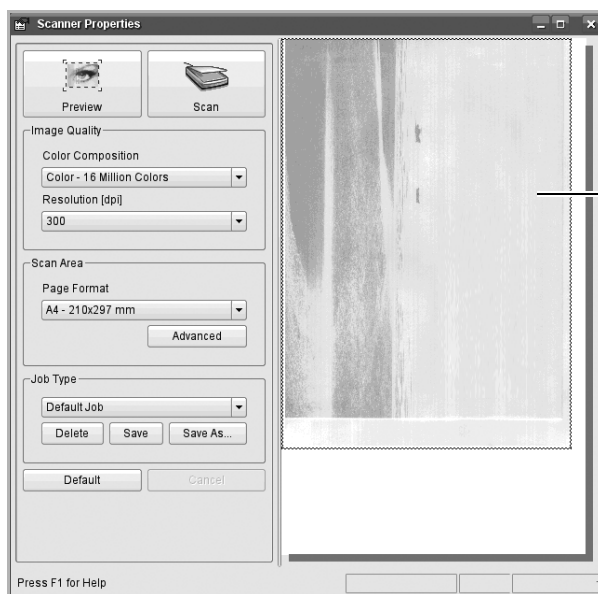 Scanner Properties
Preview
Scan
Image Quality
Color Composition
Color - 16 Million Colors
Resolution [dpi]
300
Scan Area
Page Format
A4 - 210x297 mm
Advanced
Job Type
Default Job
Delete
Save
Save As...
Default
Cancel
Press F1 for Help